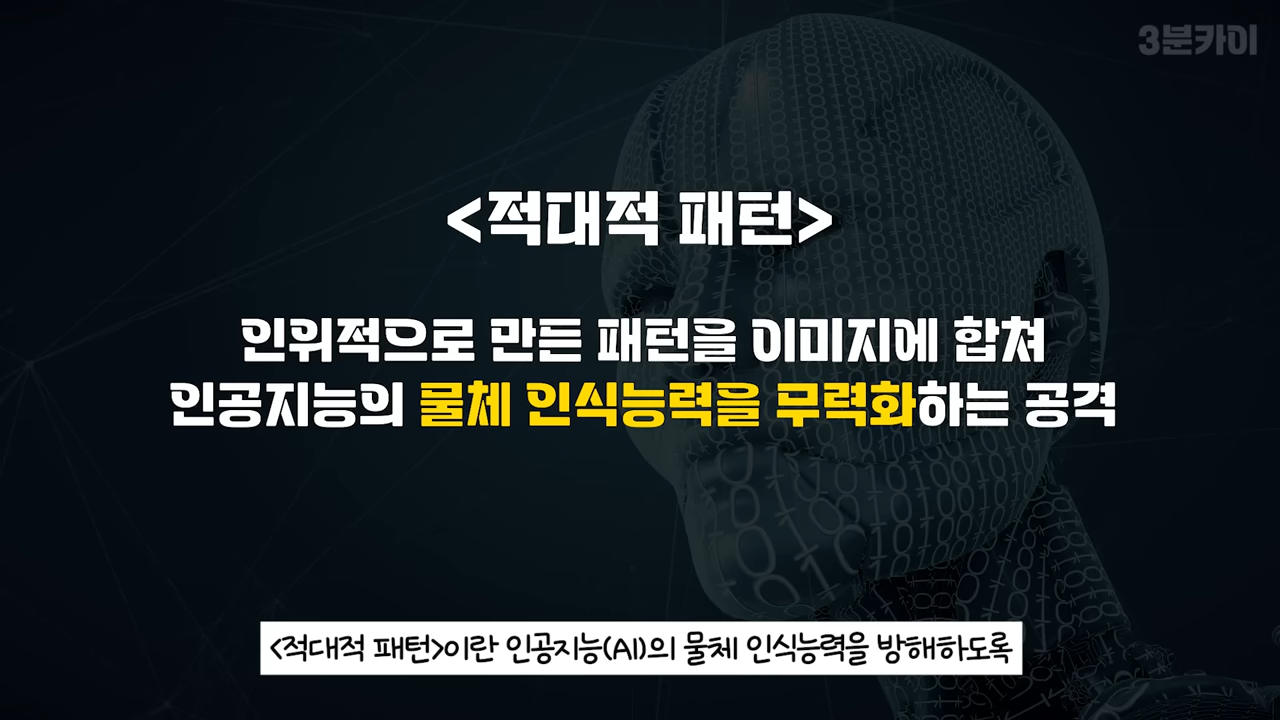 3분카이
<적대적 패턴>
인위적으로 만든 패턴을 이미지에 합쳐
인공지능의 물체 인식능력을 무력화하는 공격
<적대적 패턴>이란 인공지능(AI)의 물체 인식능력을 방해하도록